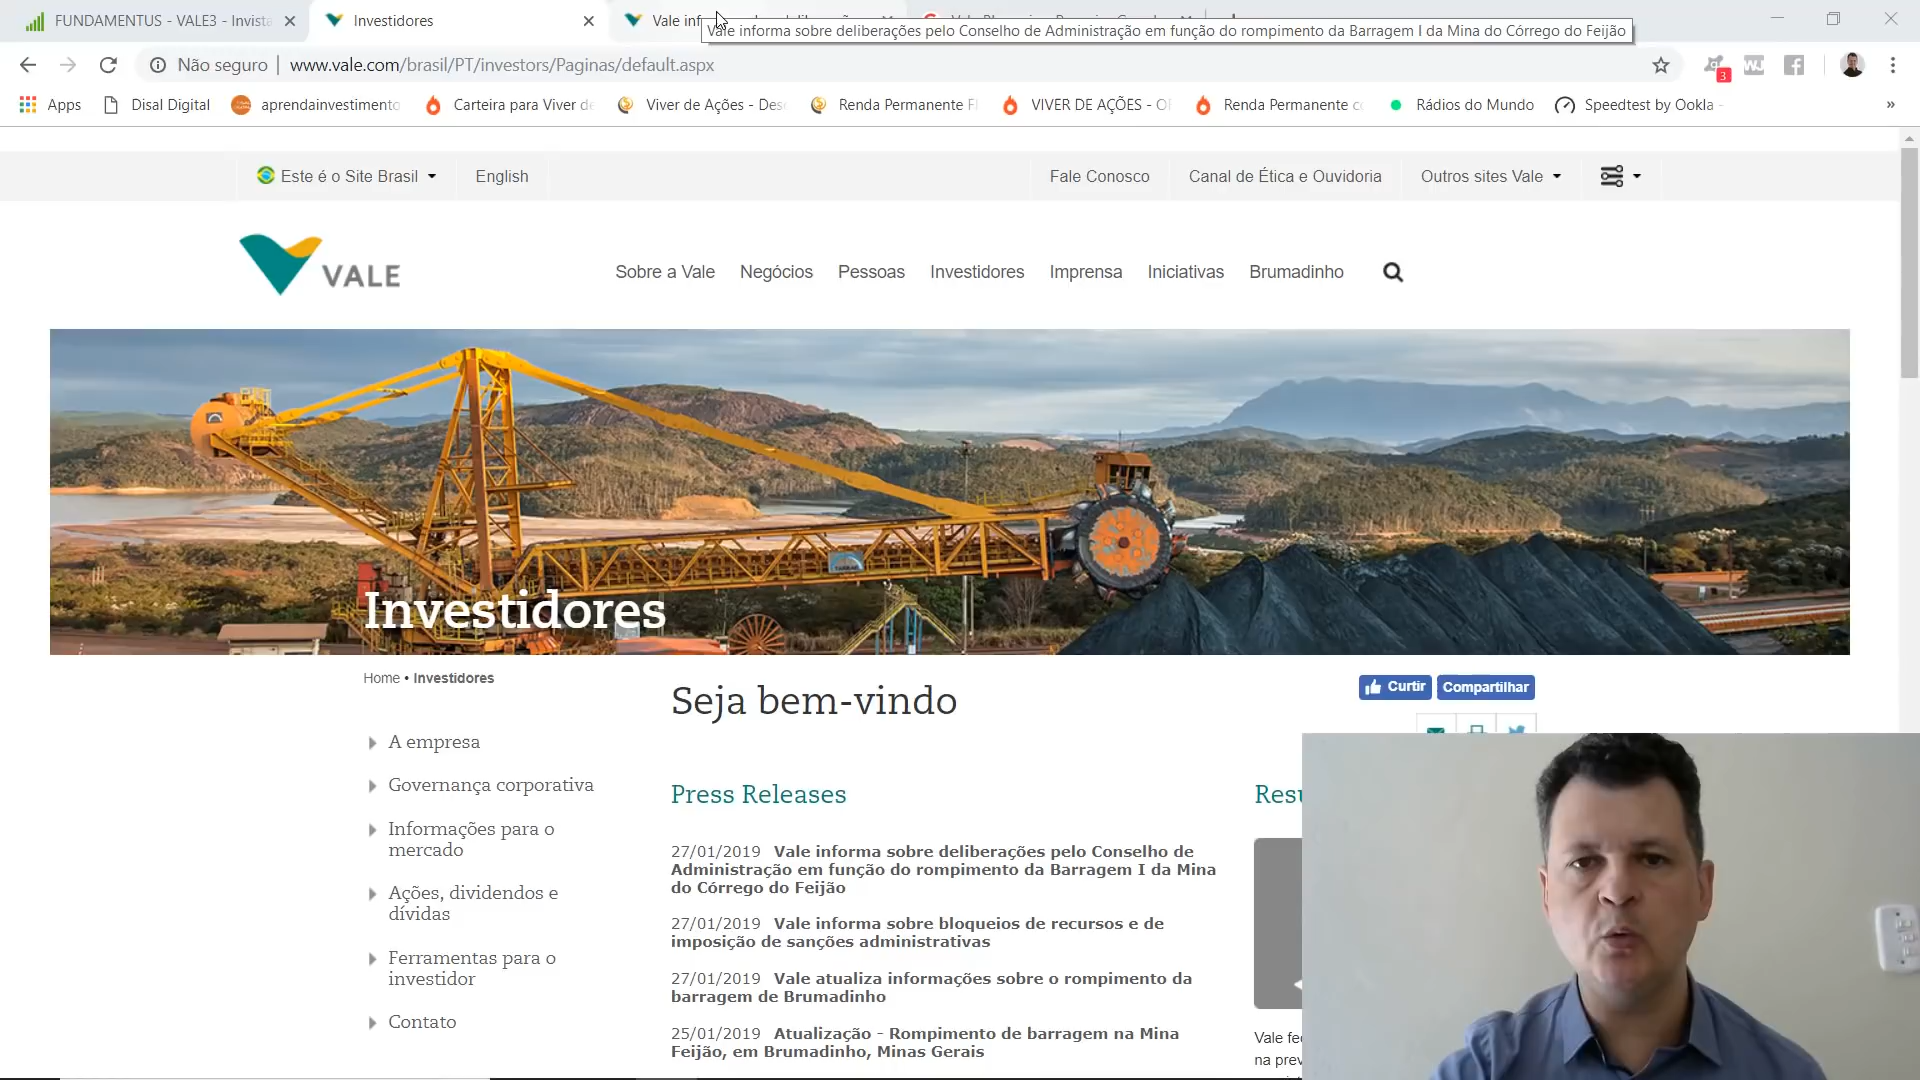 FUNDAMENTUS - VALE3 - Invista
Investidores
Vale inf
Vale informa sobre deliberações pelo Conselho de Administração em função do rompimento da Barragem I da Mina do Córrego do Feijão
Não seguro
www.vale.com/brasil/PT/investors/Paginas/default.aspx
3
Apps
Disal Digital
aprendainvestimento
Carteira para Viver de
Viver de Ações - Des
Renda Permanente F
VIVER DE AÇÕES - O
Renda Permanente c
Rádios do Mundo
Speedtest by Ookla -
»
Este é o Site Brasil
English
Fale Conosco
Canal de Ética e Ouvidoria
Outros sites Vale
VALE
Sobre a Vale
Negócios
Pessoas
Investidores
Imprensa
Iniciativas
Brumadinho
Investidores
Home • Investidores
Seja bem-vindo
Curtir
Compartilhar
A empresa
Governança corporativa
Informações para o
mercado
Ações, dividendos e
dívidas
Ferramentas para o
investidor
Contato
Press Releases
27/01/2019 Vale informa sobre deliberações pelo Conselho de
Administração em função do rompimento da Barragem I da Mina
do Córrego do Feijão
27/01/2019 Vale informa sobre bloqueios de recursos e de
imposição de sanções administrativas
27/01/2019 Vale atualiza informações sobre o rompimento da
barragem de Brumadinho
25/01/2019 Atualização - Rompimento de barragem na Mina
Feijão, em Brumadinho, Minas Gerais
Resu
Vale fec
na prev